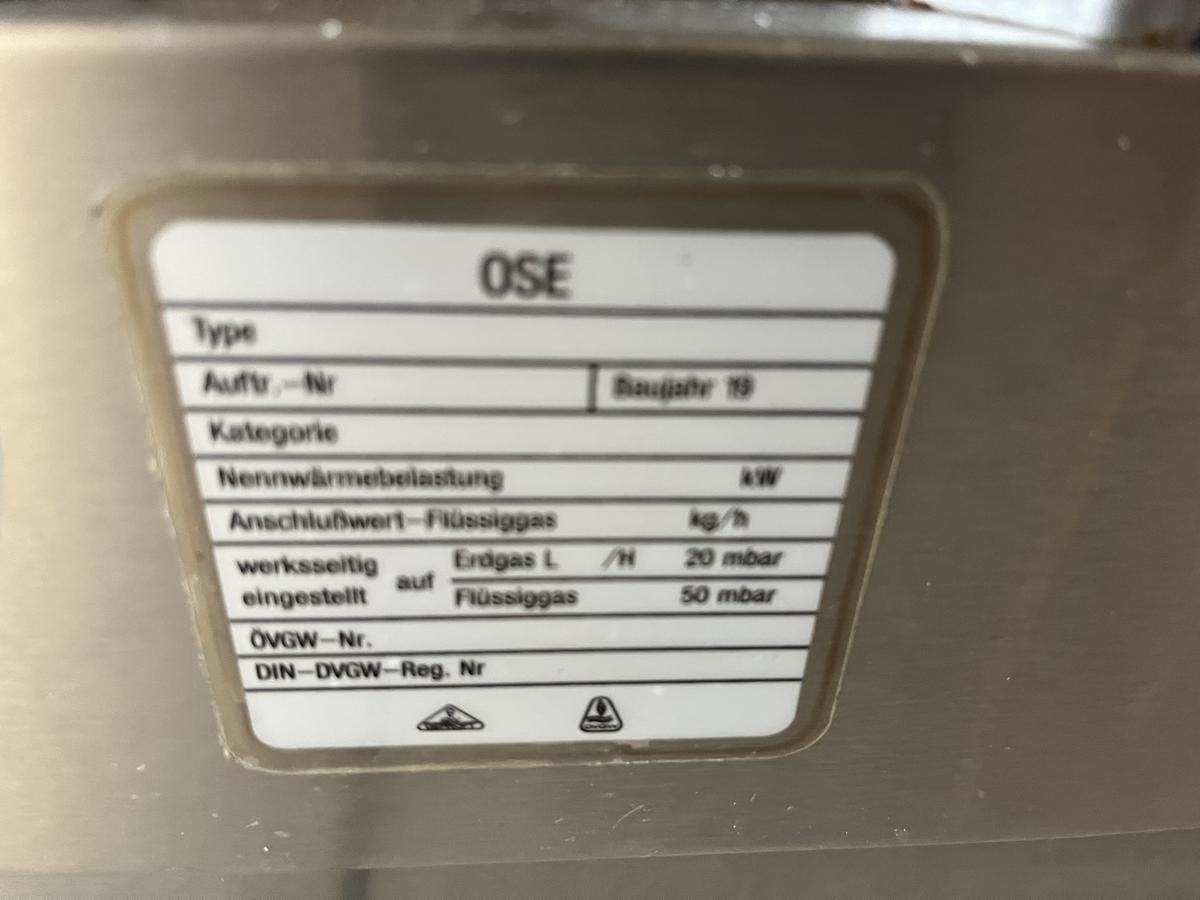 OSE
Type
Auftr.-Nr Baujahr 19
Kategorie
Nennwärmebelastung kW
Anschlußwert-Flüssiggas kg/h
werksseitig eingestellt auf Erdgas L /H 20 mbar
Flüssiggas 50 mbar
ÖVGW-Nr.
DIN-DVGW-Reg. Nr